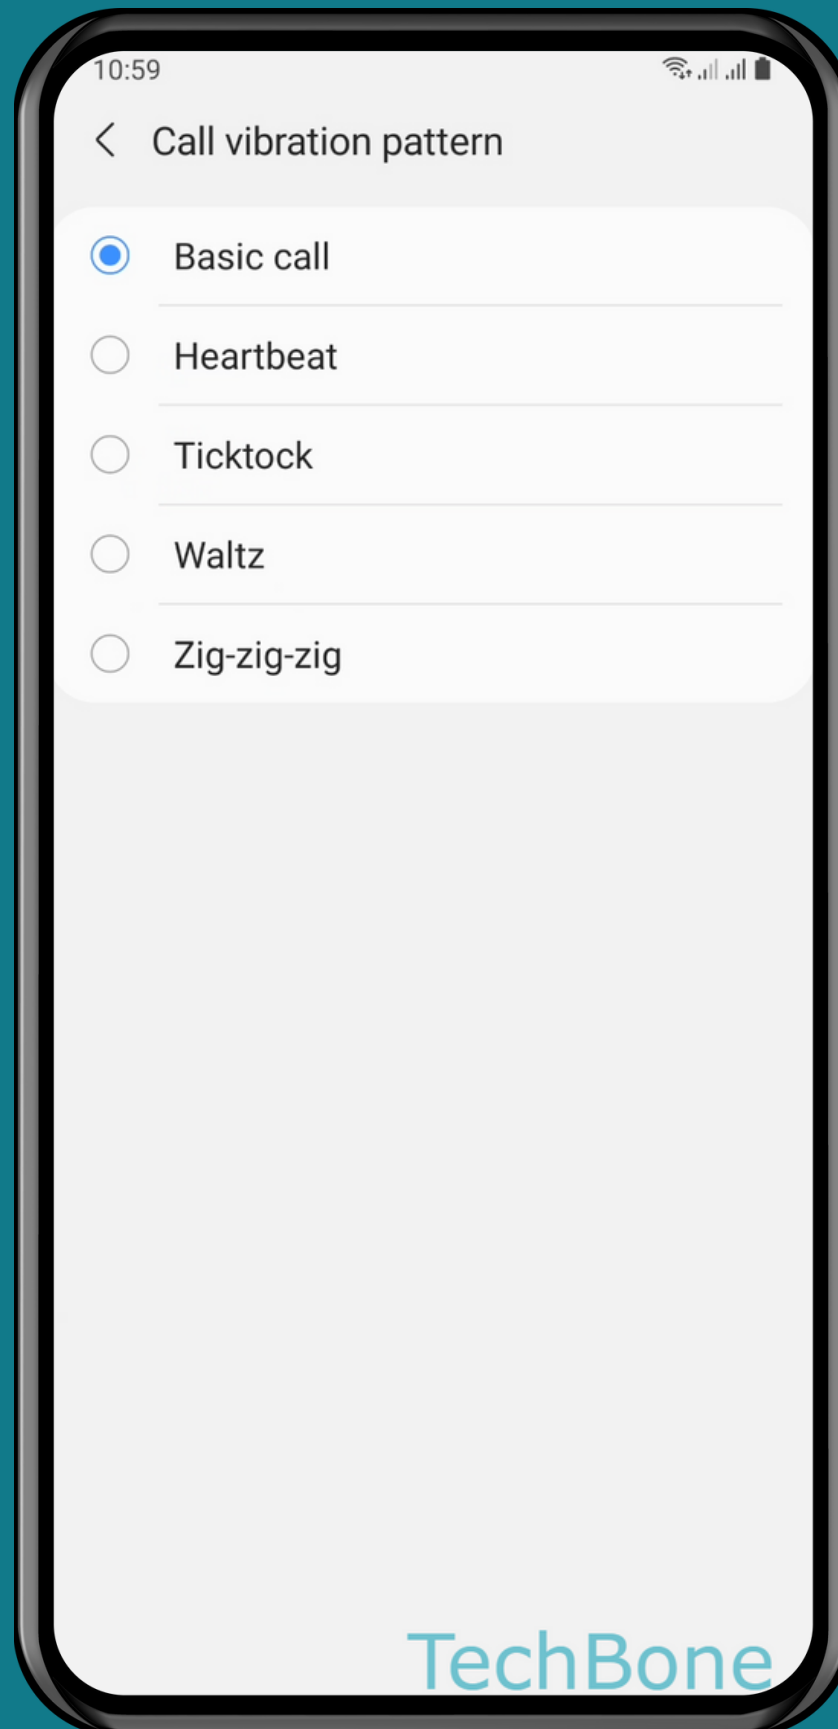 10:59
Call vibration pattern
Basic call
Heartbeat
Ticktock
Waltz
Zig-zig-zig
TechBone